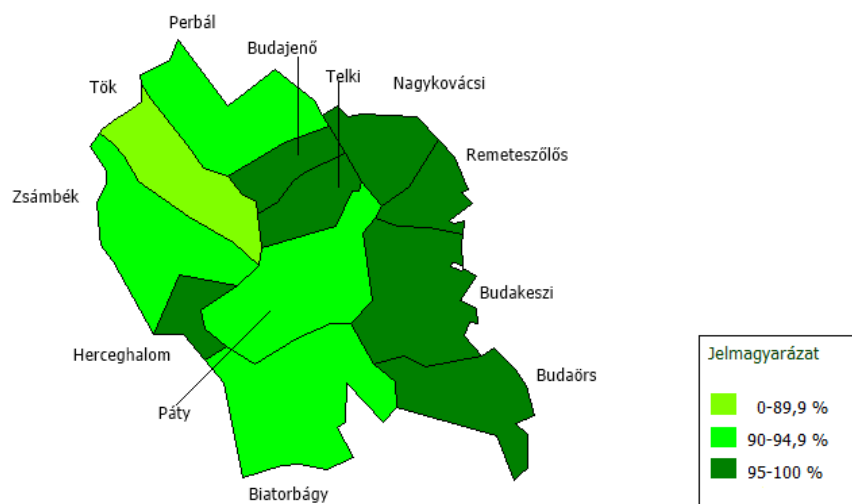 Perbál
Budajenő
Telki
Nagykovácsi
Tök
Remeteszőlős
Zsámbék
Budakeszi
Herceghalom
Budaörs
Páty
Biatorbágy
Jelmagyarázat
0-89,9 %
90-94,9 %
95-100 %